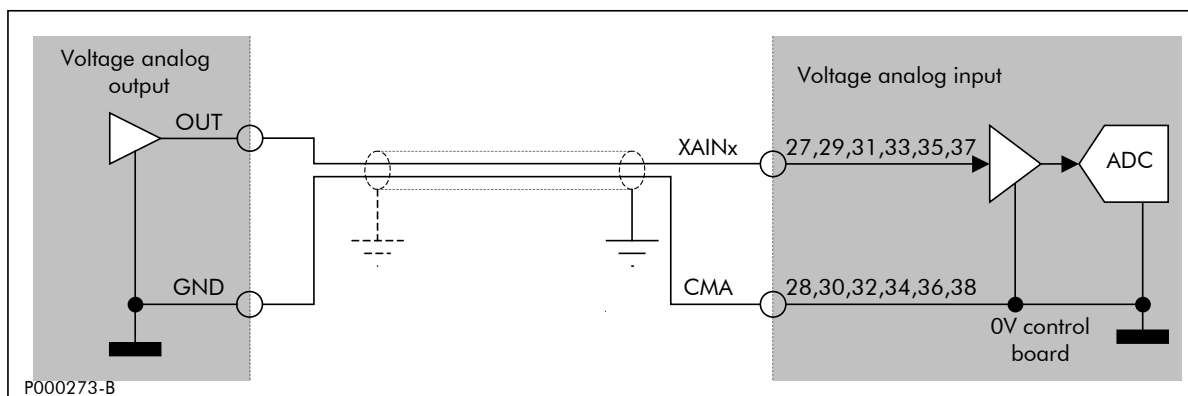 Voltage analog
output
Voltage analog input
OUT
XAINx
27,29,31,33,35,37
ADC
GND
CMA
28,30,32,34,36,38
0V control
board
P000273-B